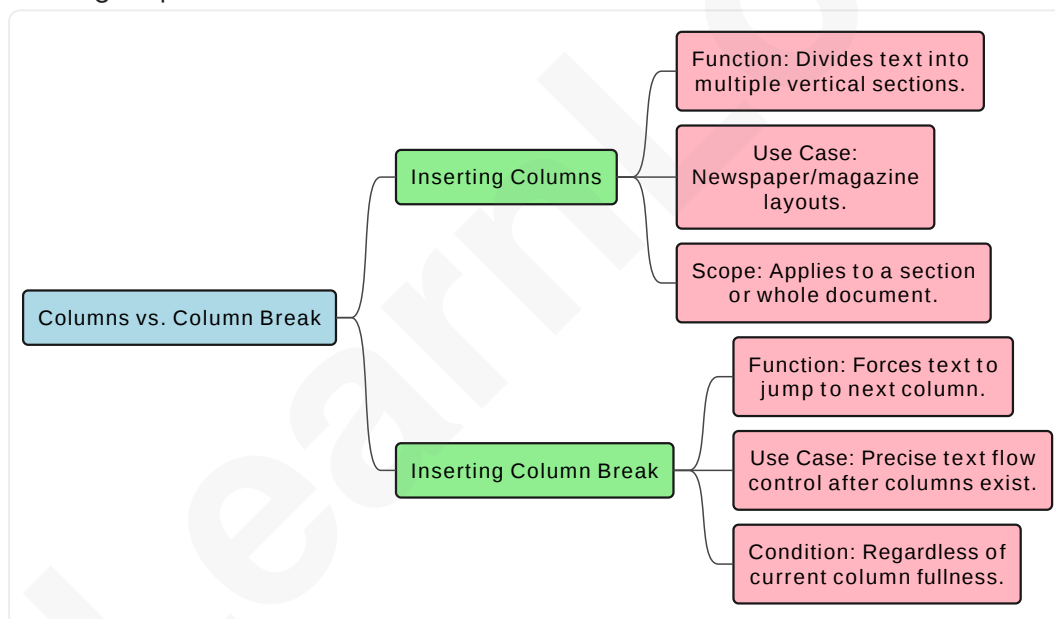 Function: Divides text into
multiple vertical sections.
Inserting Columns
Use Case:
Newspaper/magazine
layouts.
Scope: Applies to a section
or whole document.
Columns vs. Column Break
Function: Forces text to
jump to next column.
Inserting Column Break
Use Case: Precise text flow
control after columns exist.
Condition: Regardless of
current column fullness.